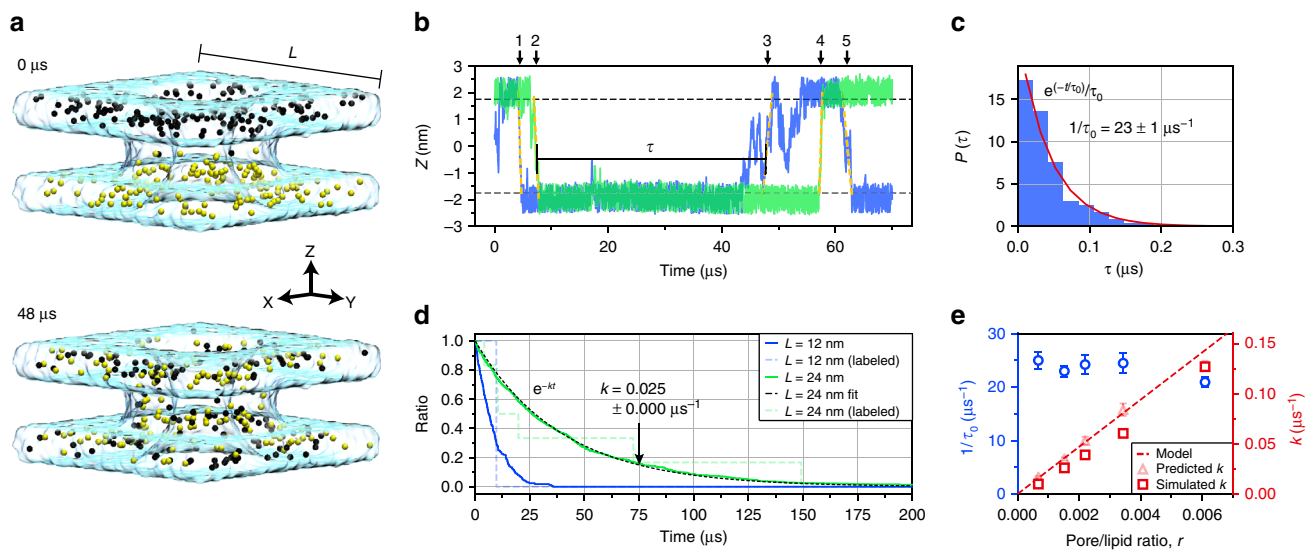 a
0 μs
L
Z
X
Y
48 μs
b
1 2 3 4 5
3
2
1
0
−1
−2
−3
Z (nm)
τ
0 20 40 60
Time (μs)
c
15
10
5
0
P (τ)
e(−t/τ0)/τ0
1/τ0 = 23 ± 1 μs−1
0.0 0.1 0.2 0.3
τ (μs)
d
1.0
0.8
0.6
0.4
0.2
0.0
Ratio
e−kt
k = 0.025
± 0.000 μs−1
L = 12 nm
L = 12 nm (labeled)
L = 24 nm
L = 24 nm fit
L = 24 nm (labeled)
0 25 50 75 100 125 150 175 200
Time (μs)
e
30
20
10
0
1/τ0 (μs−1)
0.15
0.10
0.05
0.00
k (μs−1)
Model
Predicted k
Simulated k
0.000 0.002 0.004 0.006
Pore/lipid ratio, r